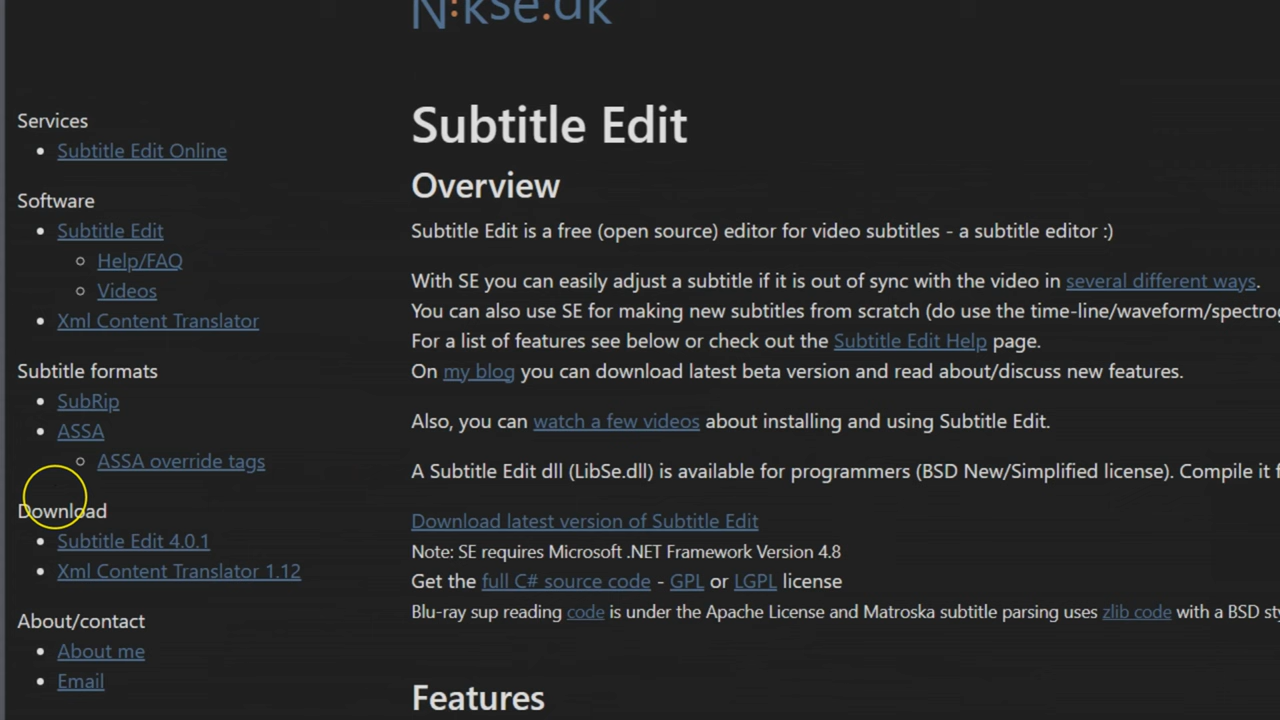 N:kse.dk
Services
Subtitle Edit Online
Software
Subtitle Edit
Help/FAQ
Videos
Xml Content Translator
Subtitle formats
SubRip
ASSA
ASSA override tags
Download
Subtitle Edit 4.0.1
Xml Content Translator 1.12
About/contact
About me
Email
Subtitle Edit
Overview
Subtitle Edit is a free (open source) editor for video subtitles - a subtitle editor :)
With SE you can easily adjust a subtitle if it is out of sync with the video in several different ways.
You can also use SE for making new subtitles from scratch (do use the time-line/waveform/spectrog
For a list of features see below or check out the Subtitle Edit Help page.
On my blog you can download latest beta version and read about/discuss new features.
Also, you can watch a few videos about installing and using Subtitle Edit.
A Subtitle Edit dll (LibSe.dll) is available for programmers (BSD New/Simplified license). Compile it f
Download latest version of Subtitle Edit
Note: SE requires Microsoft .NET Framework Version 4.8
Get the full C# source code - GPL or LGPL license
Blu-ray sup reading code is under the Apache License and Matroska subtitle parsing uses zlib code with a BSD sty
Features